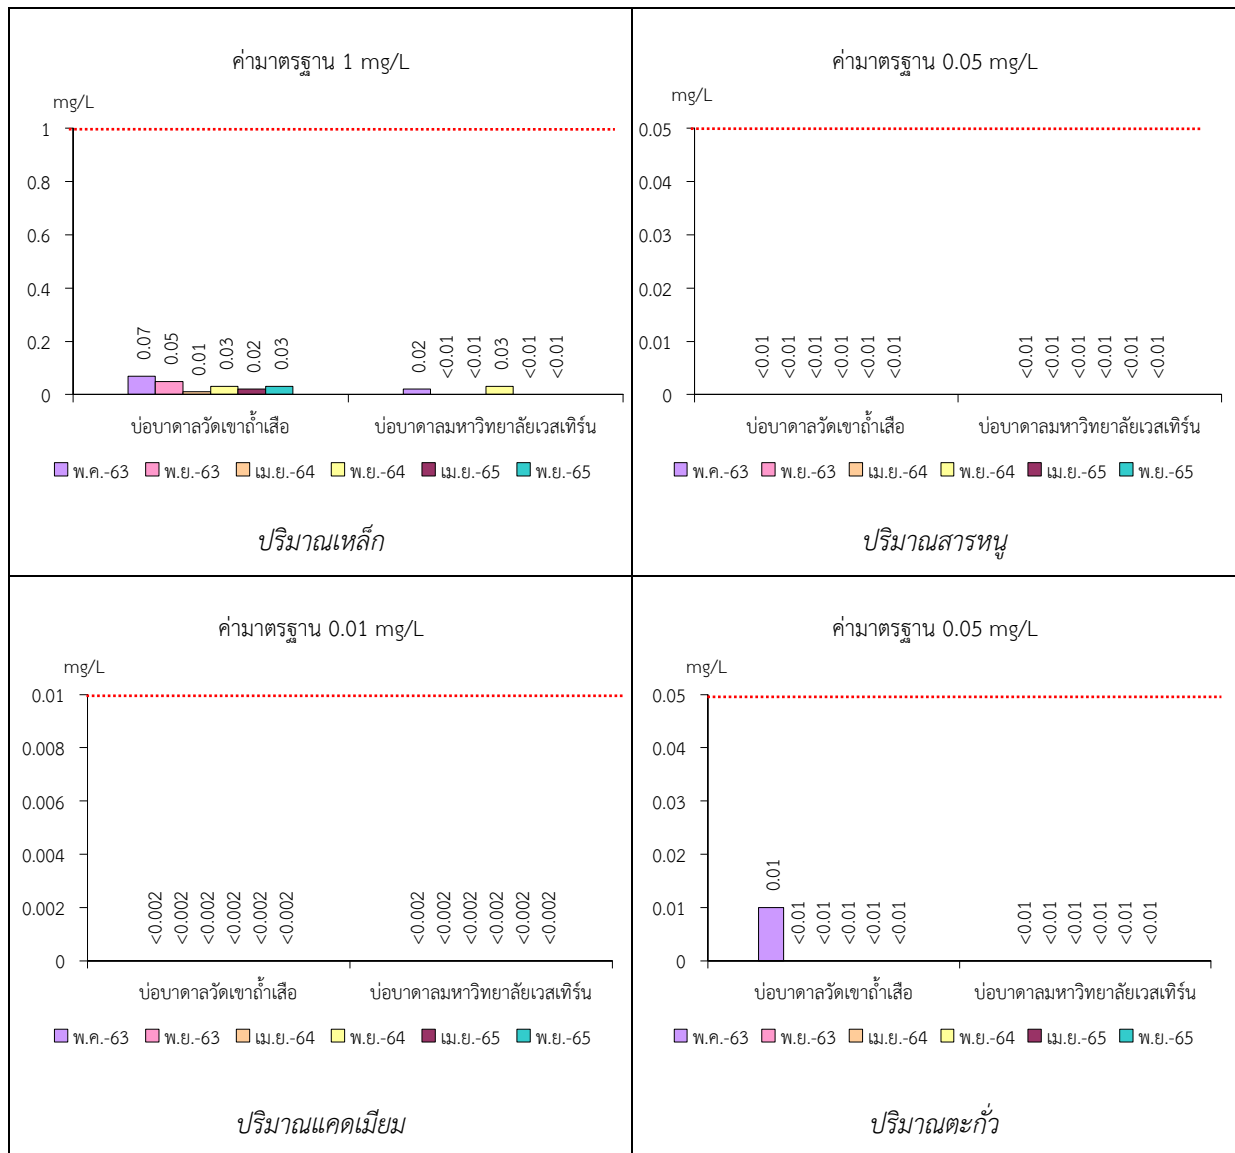 ค่ามาตรฐาน 1 mg/L
mg/L
1
0.8
0.6
0.4
0.2
0
0.07 0.05 0.01 0.03 0.02 0.03 0.02 <0.01 <0.01 0.03 <0.01 <0.01
บ่อบาดาลวัดเขาถ้ำเสือ บ่อบาดาลมหาวิทยาลัยเวสเทิร์น
พ.ค.-63 พ.ย.-63 เม.ย.-64 พ.ย.-64 เม.ย.-65 พ.ย.-65
ปริมาณเหล็ก
ค่ามาตรฐาน 0.05 mg/L
mg/L
0.05
0.04
0.03
0.02
0.01
0
<0.01 <0.01 <0.01 <0.01 <0.01 <0.01 <0.01 <0.01 <0.01 <0.01 <0.01 <0.01
บ่อบาดาลวัดเขาถ้ำเสือ บ่อบาดาลมหาวิทยาลัยเวสเทิร์น
พ.ค.-63 พ.ย.-63 เม.ย.-64 พ.ย.-64 เม.ย.-65 พ.ย.-65
ปริมาณสารหนู
ค่ามาตรฐาน 0.01 mg/L
mg/L
0.01
0.008
0.006
0.004
0.002
0
<0.002 <0.002 <0.002 <0.002 <0.002 <0.002 <0.002 <0.002 <0.002 <0.002 <0.002 <0.002
บ่อบาดาลวัดเขาถ้ำเสือ บ่อบาดาลมหาวิทยาลัยเวสเทิร์น
พ.ค.-63 พ.ย.-63 เม.ย.-64 พ.ย.-64 เม.ย.-65 พ.ย.-65
ปริมาณแคดเมียม
ค่ามาตรฐาน 0.05 mg/L
mg/L
0.05
0.04
0.03
0.02
0.01
0
0.01 <0.01 <0.01 <0.01 <0.01 <0.01 <0.01 <0.01 <0.01 <0.01 <0.01 <0.01
บ่อบาดาลวัดเขาถ้ำเสือ บ่อบาดาลมหาวิทยาลัยเวสเทิร์น
พ.ค.-63 พ.ย.-63 เม.ย.-64 พ.ย.-64 เม.ย.-65 พ.ย.-65
ปริมาณตะกั่ว